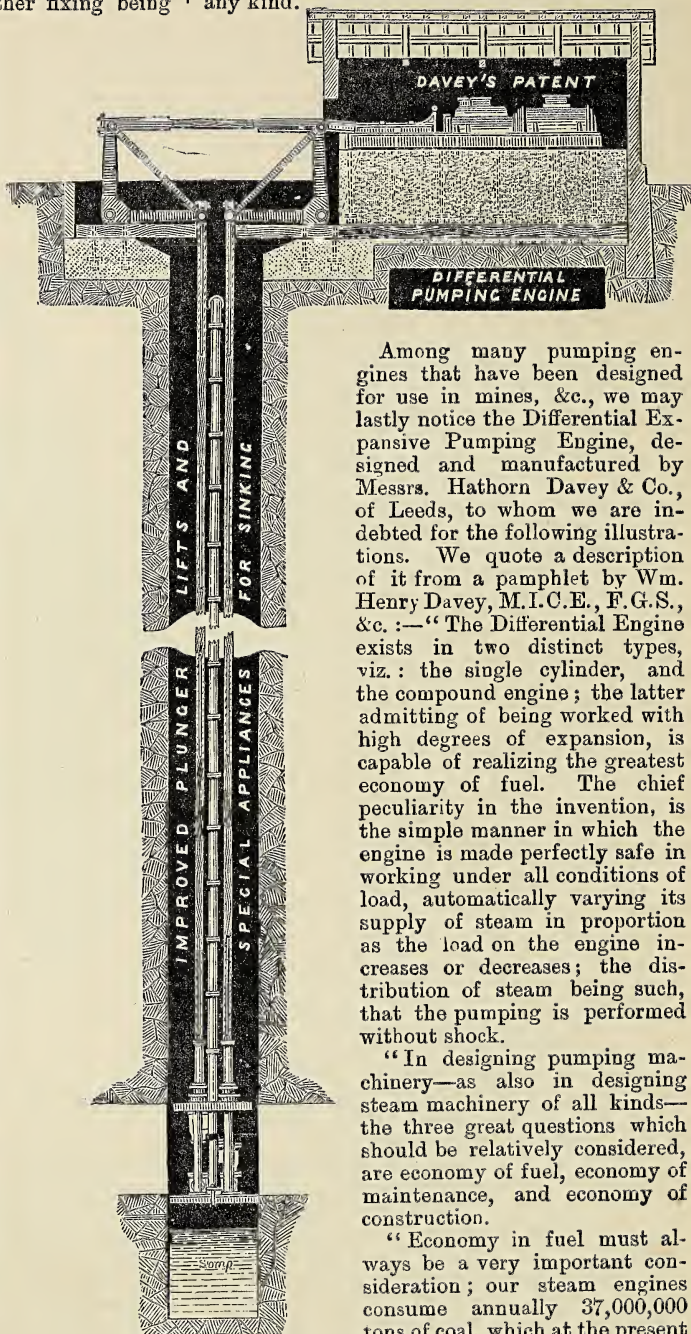 fixing being ' any kind.
DAVEY'S PATENT
DIFFERENTIAL
PUMPING ENGINE
IMPROVED PLUNGER LIFTS AND
SPECIAL APPLIANCES FOR SINKING
Sump
Among many pumping en-
gines that have been designed
for use in mines, &c., we may
lastly notice the Differential Ex-
pansive Pumping Engine, de-
signed and manufactured by
Messrs. Hathorn Davey & Co.,
of Leeds, to whom we are in-
debted for the following illustra-
tions. We quote a description
of it from a pamphlet by Wm.
Henry Davey, M.I.C.E., F.G.S.,
&c. :—“ The Differential Engine
exists in two distinct types,
viz. : the single cylinder, and
the compound engine ; the latter
admitting of being worked with
high degrees of expansion, is
capable of realizing the greatest
economy of fuel. The chief
peculiarity in the invention, is
the simple manner in which the
engine is made perfectly safe in
working under all conditions of
load, automatically varying its
supply of steam in proportion
as the load on the engine in-
creases or decreases ; the dis-
tribution of steam being such,
that the pumping is performed
without shock.
“ In designing pumping ma-
chinery—as also in designing
steam machinery of all kinds—
the three great questions which
should be relatively considered,
are economy of fuel, economy of
maintenance, and economy of
construction.
“ Economy in fuel must al-
ways be a very important con-
sideration ; our steam engines
consume annually 37,000,000
tons of coal, which at the present